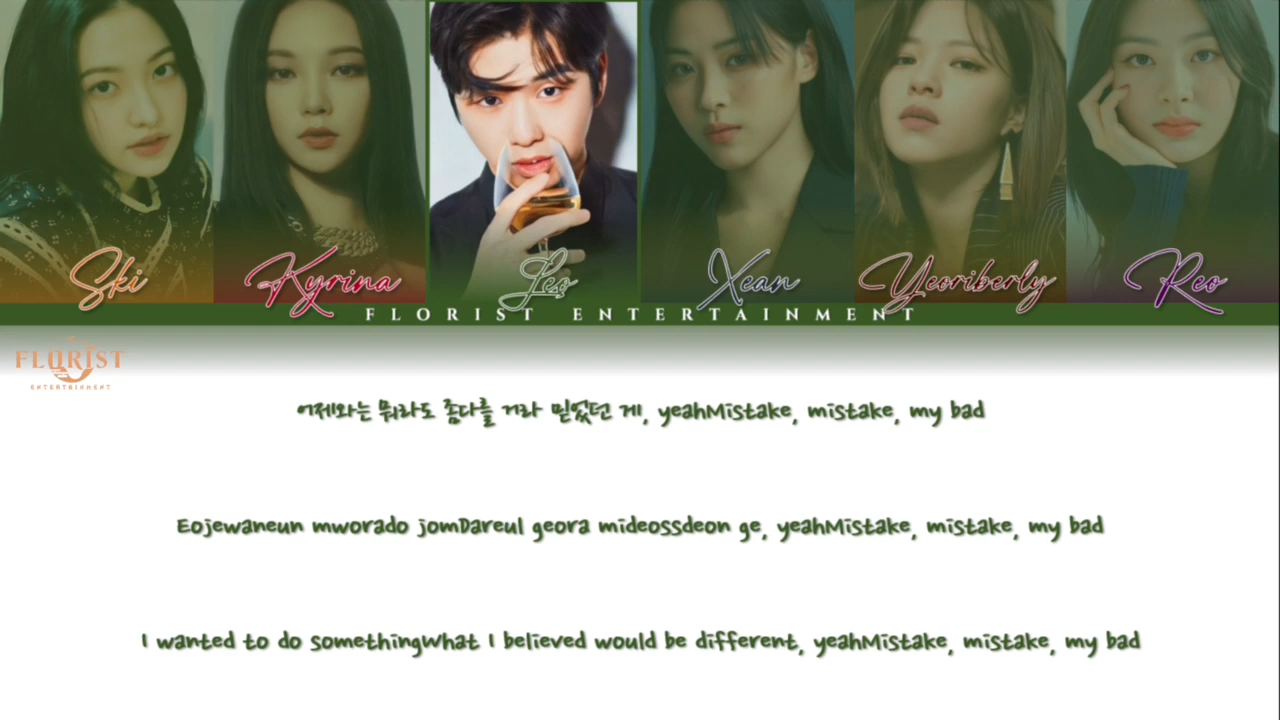 Ski Kyrina Leo Xean Yeoriberly Reo
FLORIST ENTERTAINMENT
FLORIST
ENTERTAINMENT
어제와는 뭐라도 좀다를 거라 믿었던 게, yeahMistake, mistake, my bad
Eojewaneun mworado jomDareul geora mideossdeon ge, yeahMistake, mistake, my bad
I wanted to do somethingWhat I believed would be different, yeahMistake, mistake, my bad